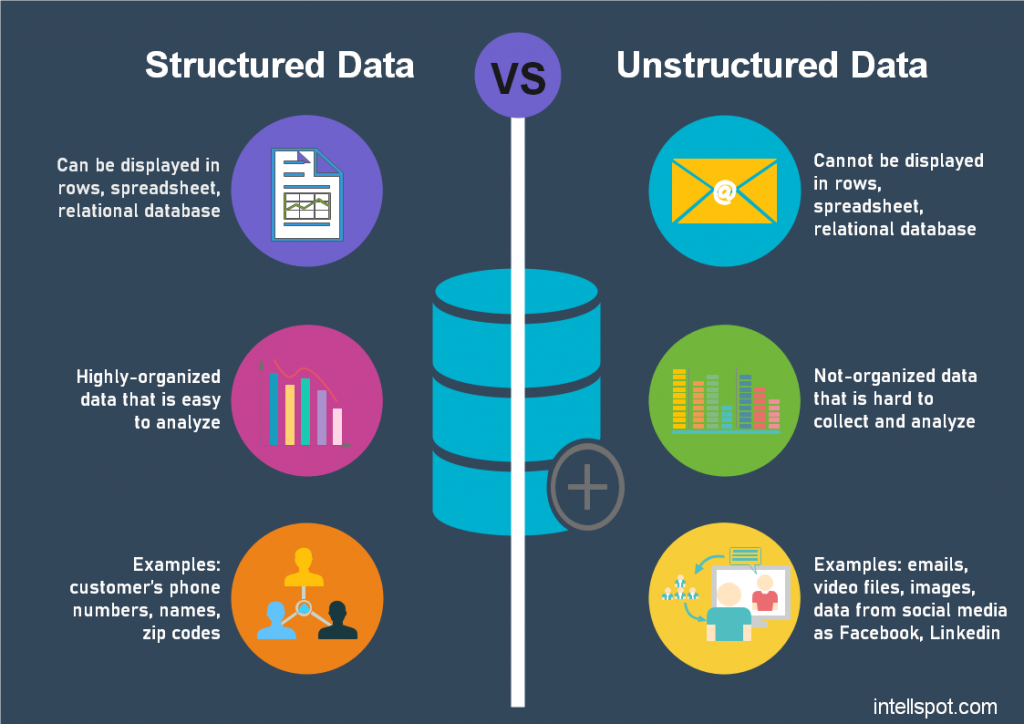 Structured Data
VS
Unstructured Data
Can be displayed in
rows, spreadsheet,
relational database
@
Cannot be displayed
in rows,
spreadsheet,
relational database
Highly-organized
data that is easy
to analyze
Not-organized data
that is hard to
collect and analyze
Examples:
customer's phone
numbers, names,
zip codes
Examples: emails,
video files, images,
data from social media
as Facebook, Linkedin
intellspot.com